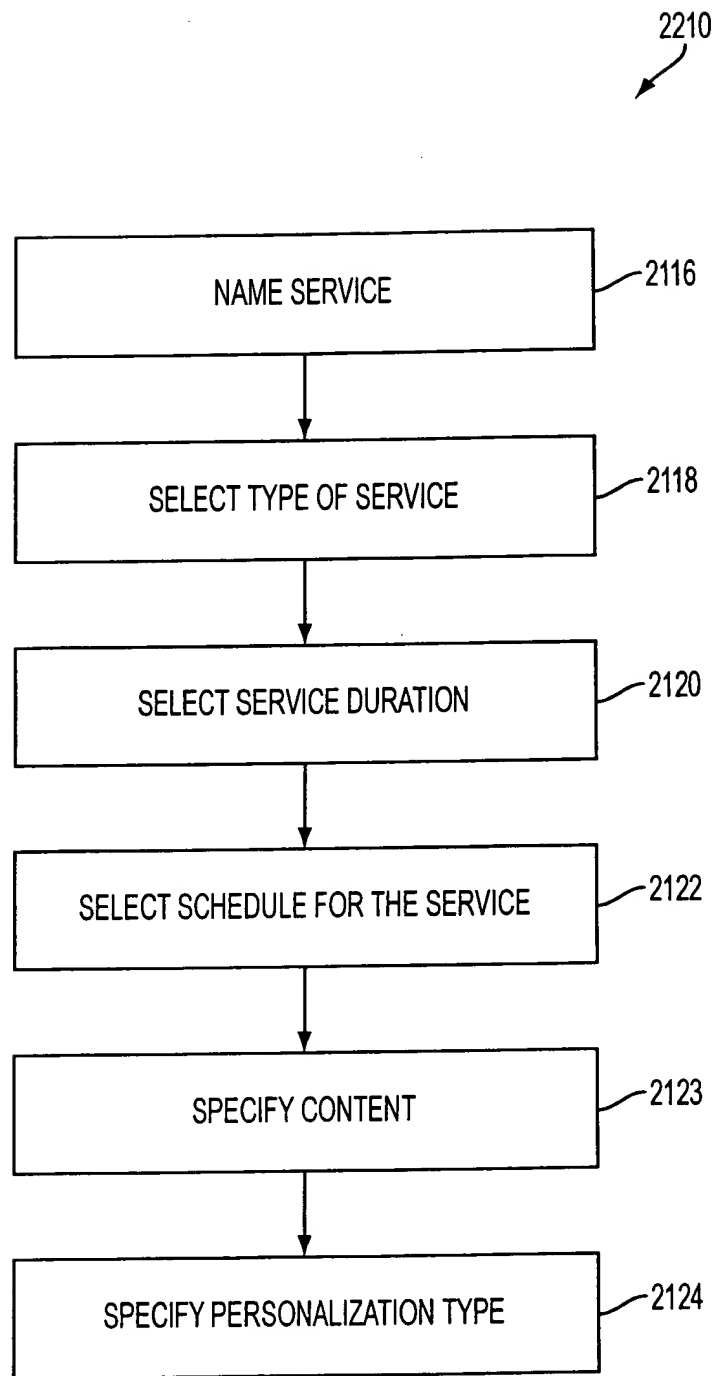 2210
NAME SERVICE
2116
SELECT TYPE OF SERVICE
2118
SELECT SERVICE DURATION
2120
SELECT SCHEDULE FOR THE SERVICE
2122
SPECIFY CONTENT
2123
SPECIFY PERSONALIZATION TYPE
2124